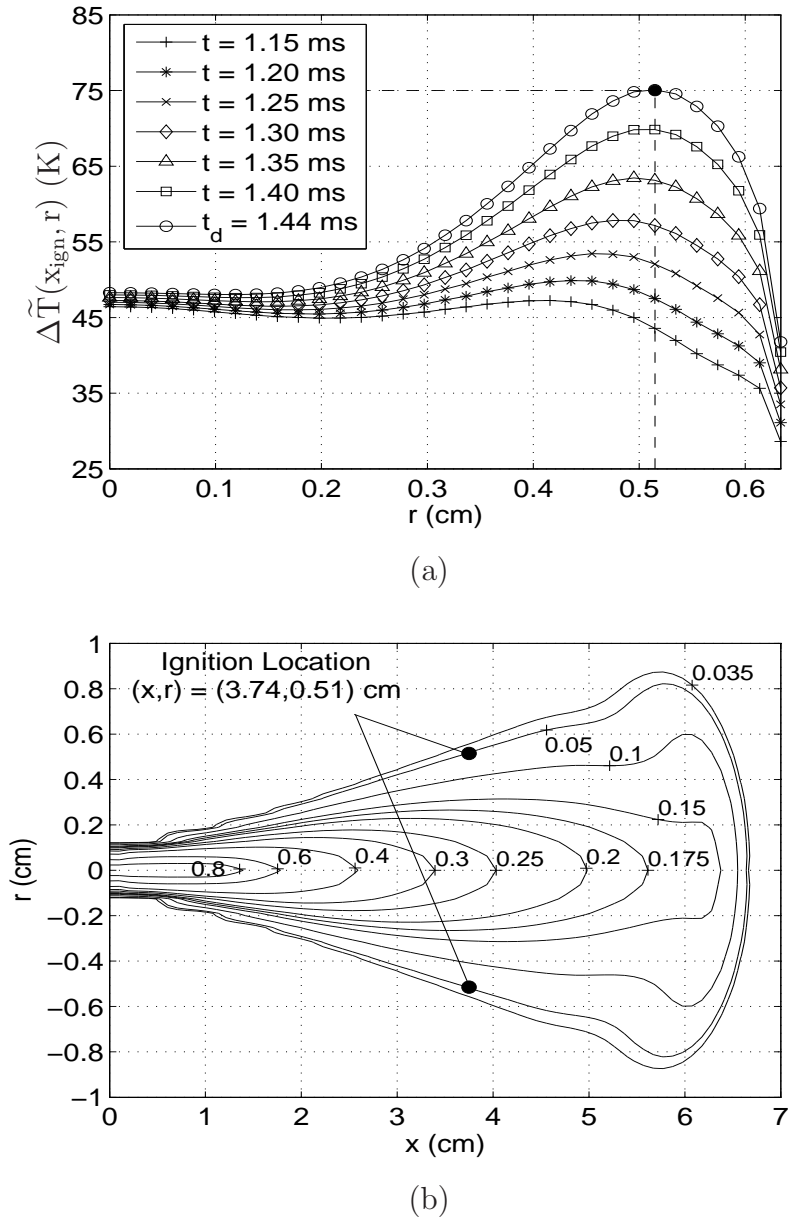 85
75
65
55
45
35
25
ΔT̃(x_ign, r) (K)
t = 1.15 ms
t = 1.20 ms
t = 1.25 ms
t = 1.30 ms
t = 1.35 ms
t = 1.40 ms
t_d = 1.44 ms
0 0.1 0.2 0.3 0.4 0.5 0.6
r (cm)
(a)
1
0.8
0.6
0.4
0.2
0
−0.2
−0.4
−0.6
−0.8
−1
r (cm)
Ignition Location
(x,r) = (3.74,0.51) cm
0.035
0.05
0.1
0.15
0.8 0.6 0.4 0.3 0.25 0.2 0.175
0 1 2 3 4 5 6 7
x (cm)
(b)